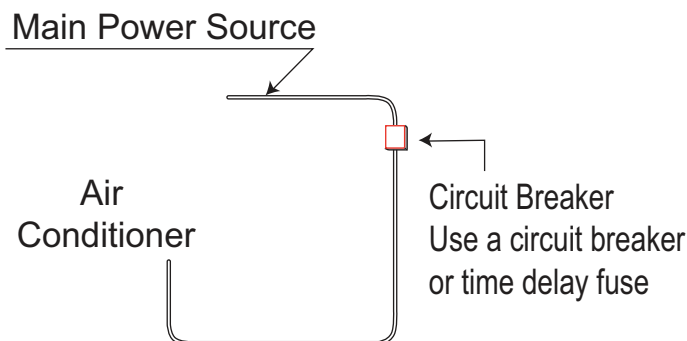 Main Power Source
Air
Conditioner
Circuit Breaker
Use a circuit breaker
or time delay fuse